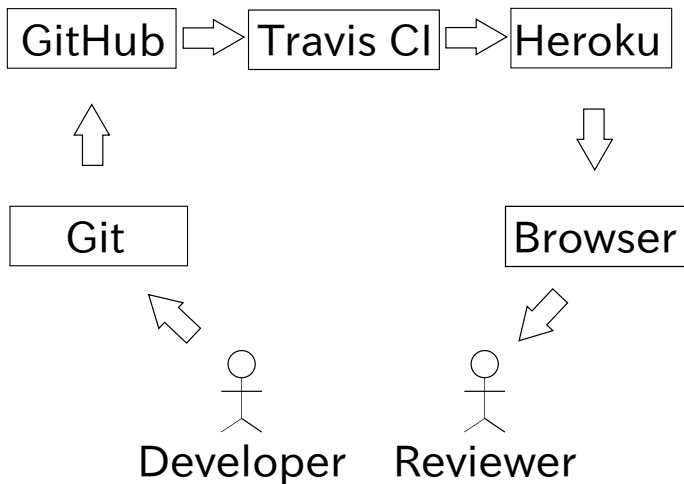 GitHub
Travis CI
Heroku
Git
Browser
Developer
Reviewer